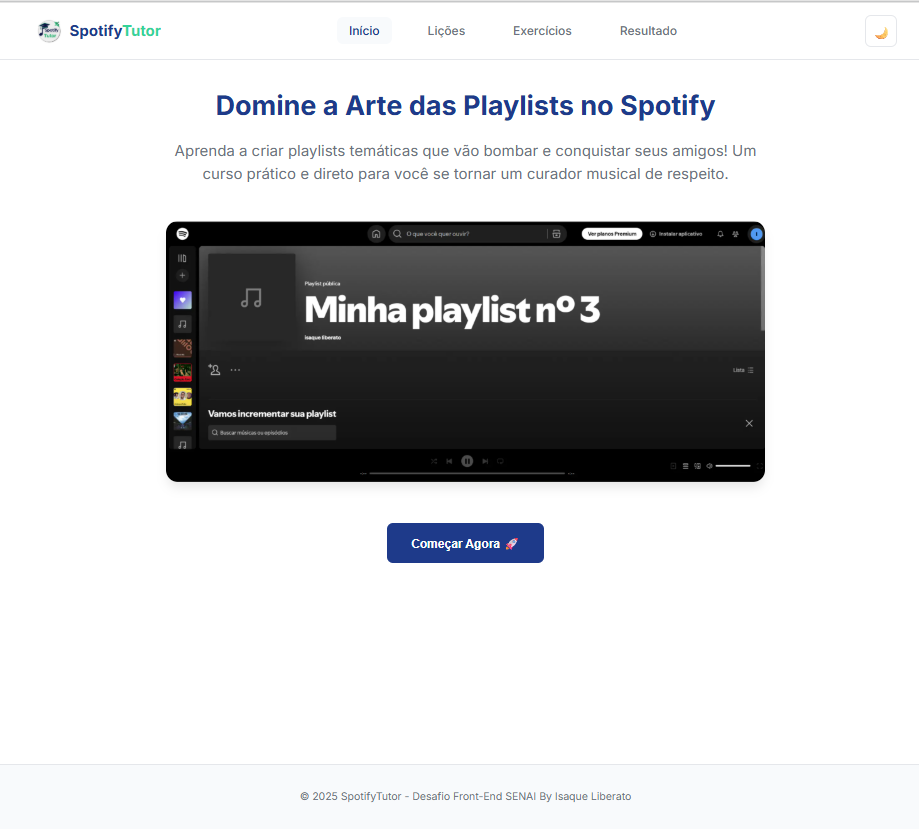 SpotifyTutor
Início
Lições
Exercícios
Resultado
Domine a Arte das Playlists no Spotify
Aprenda a criar playlists temáticas que vão bombar e conquistar seus amigos! Um
curso prático e direto para você se tornar um curador musical de respeito.
O que você quer ouvir?
Ver planos Premium
Instalar aplicativo
Playlist pública
Minha playlist nº 3
isaque liberato
Lista
Vamos incrementar sua playlist
Buscar músicas ou episódios
Começar Agora 🚀
© 2025 SpotifyTutor - Desafio Front-End SENAI By Isaque Liberato